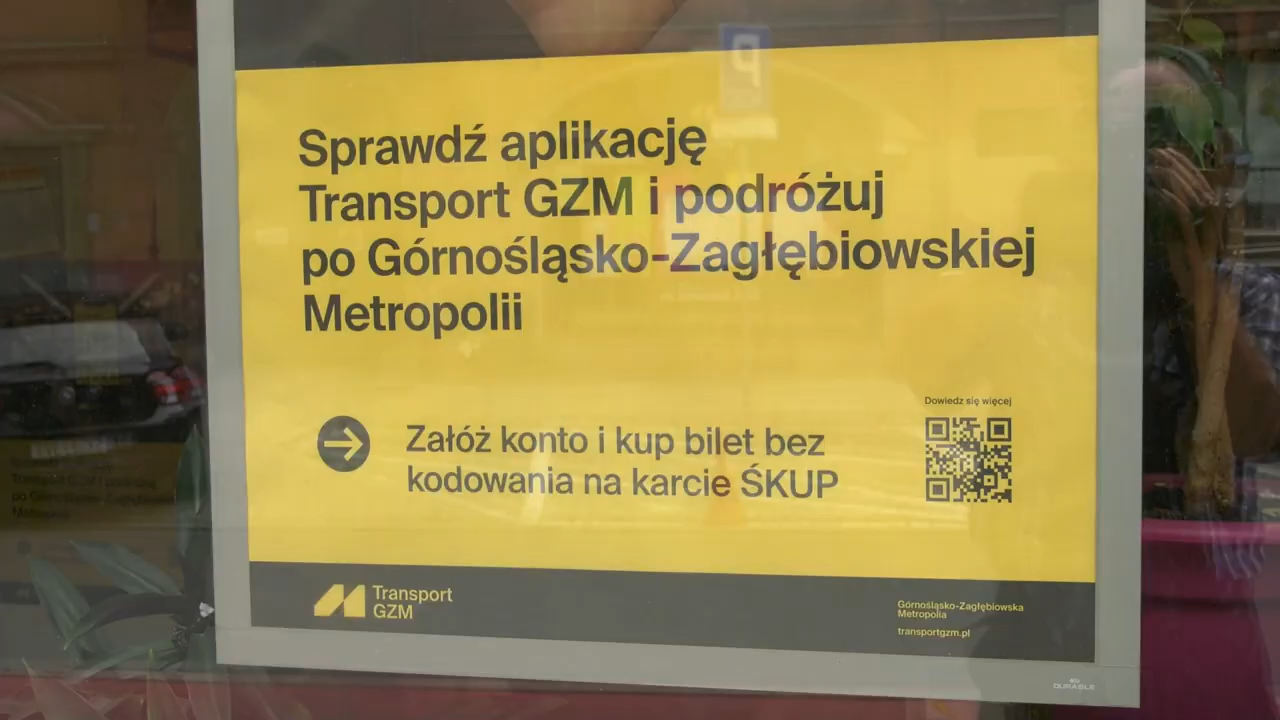 Sprawdź aplikację
Transport GZM i podróżuj
po Górnośląsko-Zagłębiowskiej
Metropolii
Załóż konto i kup bilet bez
kodowania na karcie ŚKUP
Dowiedz się więcej
Transport
GZM
Górnośląsko-Zagłębiowska
Metropolia
transportgzm.pl
DURABLE